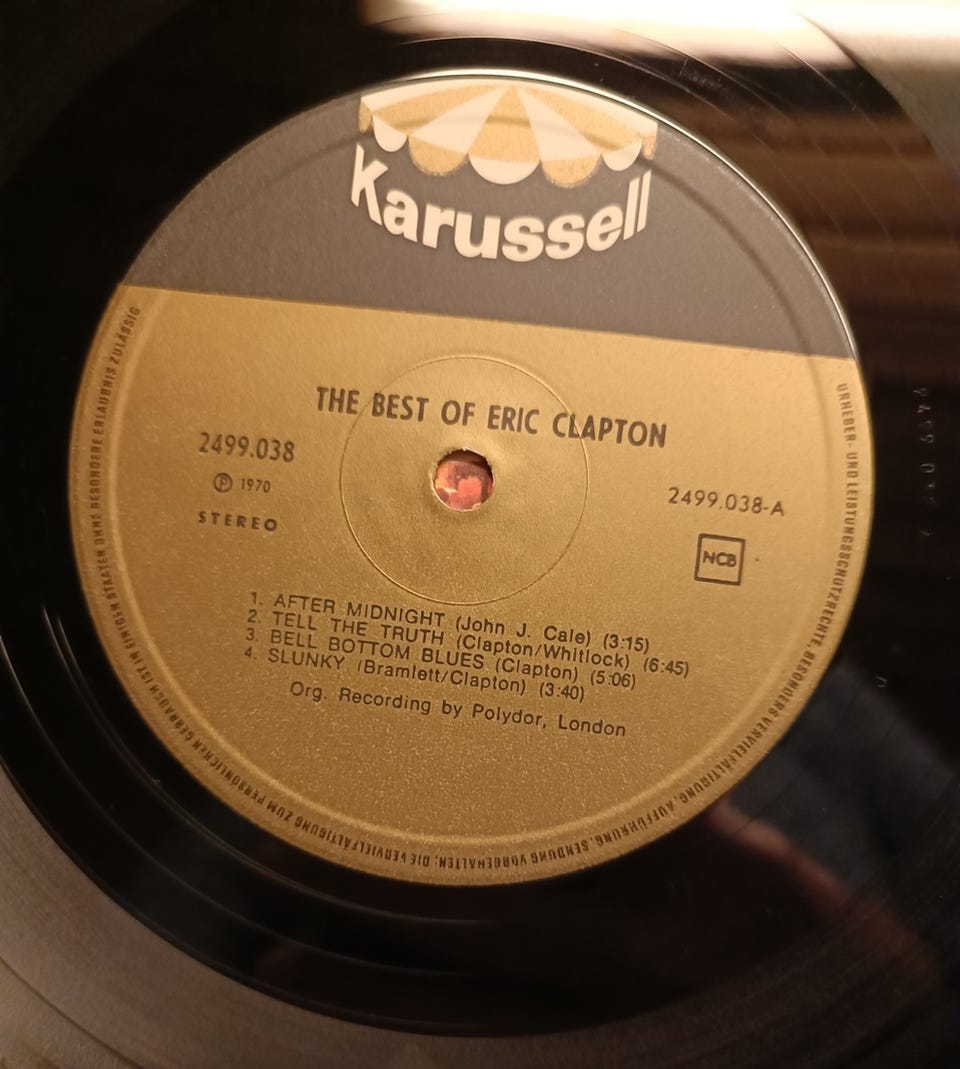 Karussell
THE BEST OF ERIC CLAPTON
2499.038
Ⓟ 1970
STEREO
2499.038-A
NCB
1. AFTER MIDNIGHT (John J. Cale) (3:15)
2. TELL THE TRUTH (Clapton/Whitlock) (6:45)
3. BELL BOTTOM BLUES (Clapton) (5:06)
4. SLUNKY (Bramlett/Clapton) (3:40)
Org. Recording by Polydor, London
URHEBER- UND LEISTUNGSSCHUTZRECHTE, BESONDERS VERVIELFÄLTIGUNG, AUFFÜHRUNG, SENDUNG VORBEHALTEN; DIE VERVIELFÄLTIGUNG ZUM PERSÖNLICHEN GEBRAUCH IST IN EINIGEN STAATEN OHNE BESONDERE ERLAUBNIS ZULÄSSIG